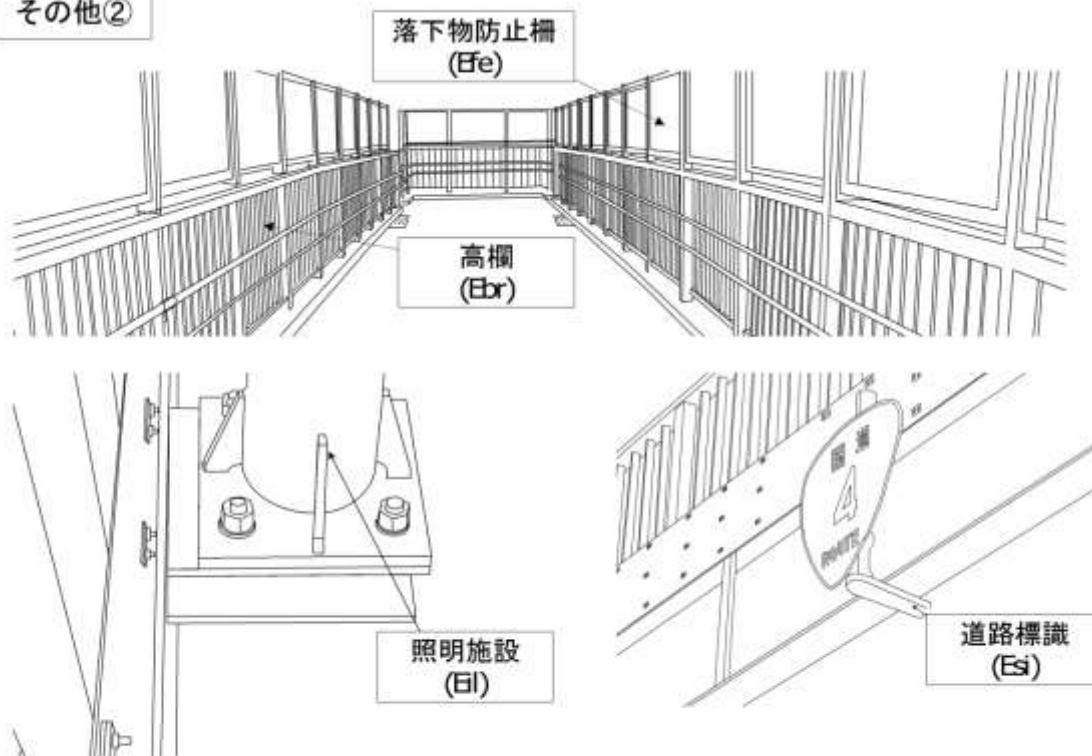 その他②
落下物防止柵
(Efe)
高欄
(Ebr)
照明施設
(Eil)
国道
4
ROUTE
道路標識
(Esi)